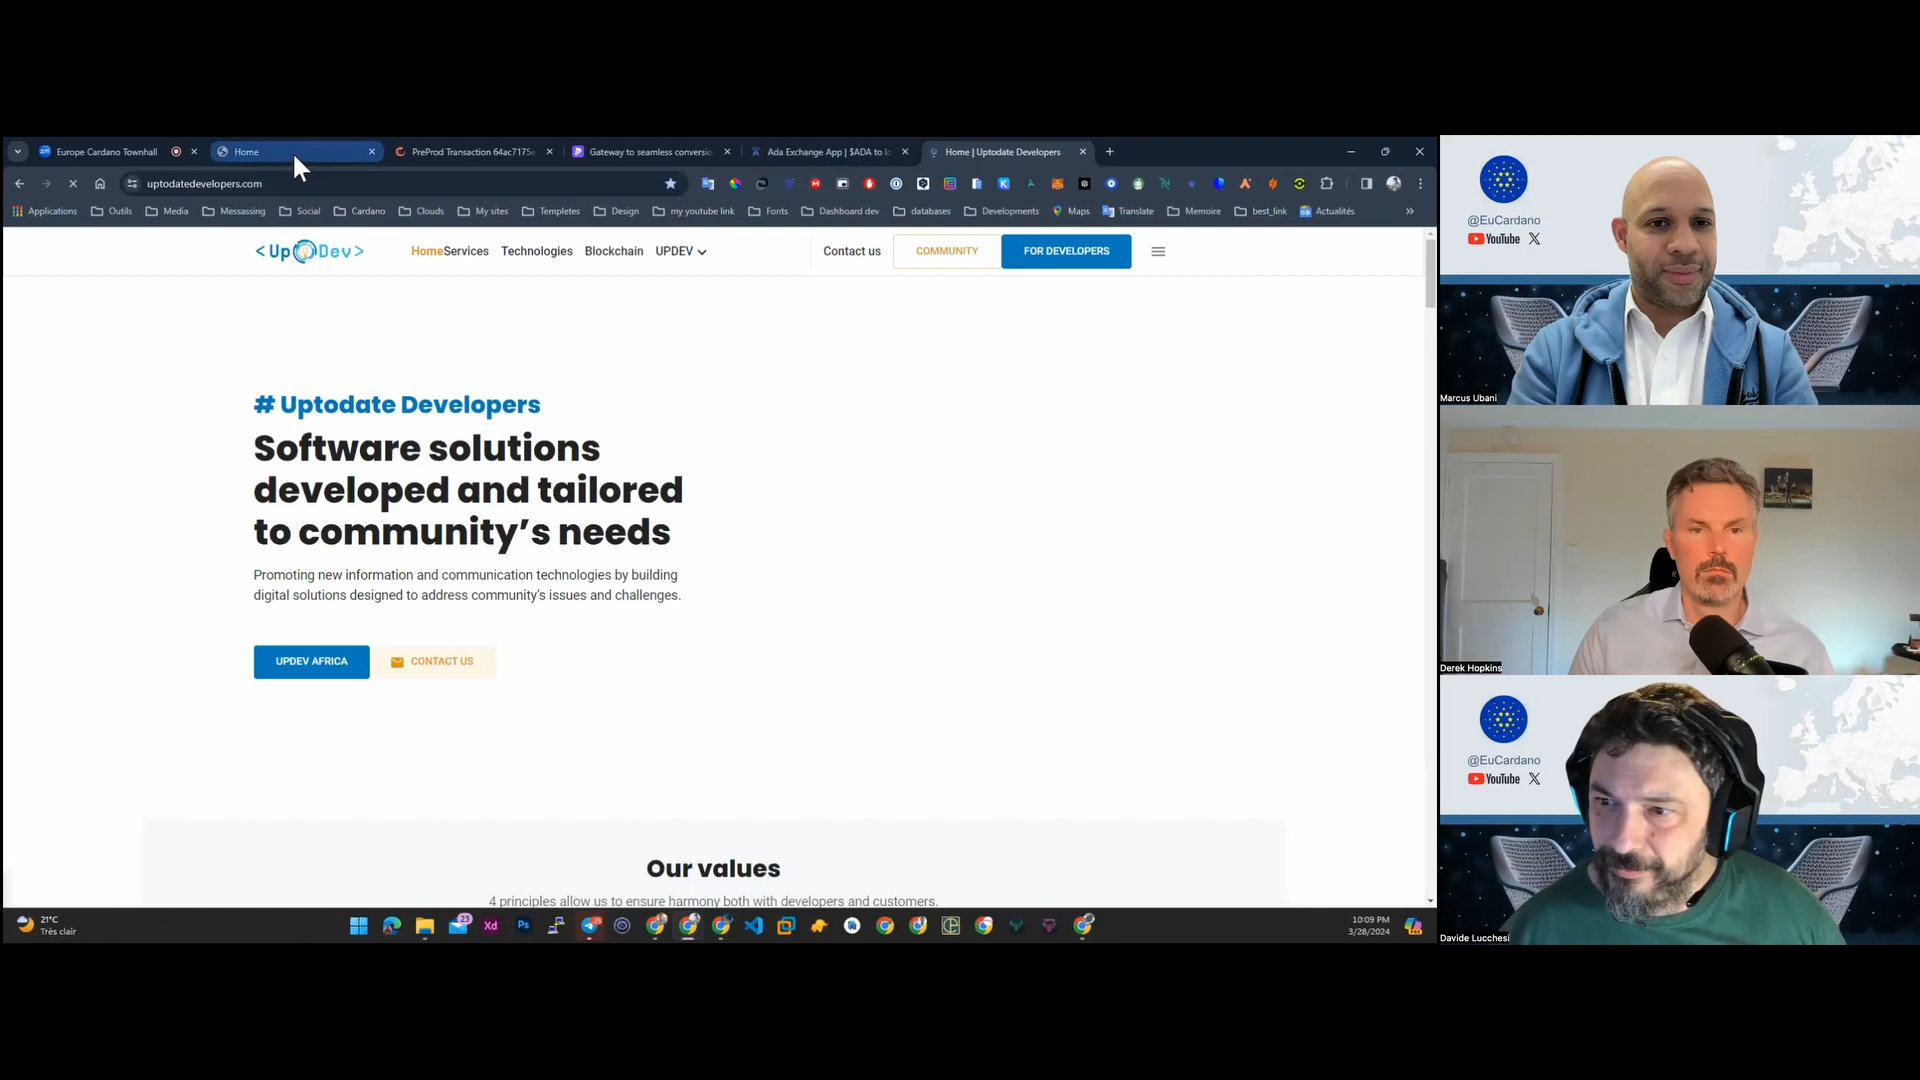 Europe Cardano Townhall
Home
PreProd Transaction 64ac7175
Gateway to seamless conversio
Ada Exchange App | $ADA to lo
Home | Uptodate Developers
uptodatedevelopers.com
Applications
Outils
Media
Messassing
Social
Cardano
Clouds
My sites
Templetes
Design
my youtube link
Fonts
Dashboard dev
databases
Developments
Maps
Translate
Memoire
best_link
Actualités
<UpDev>
Home
Services
Technologies
Blockchain
UPDEV
Contact us
COMMUNITY
FOR DEVELOPERS
# Uptodate Developers
Software solutions
developed and tailored
to community's needs
Promoting new information and communication technologies by building
digital solutions designed to address community's issues and challenges.
UPDEV AFRICA
CONTACT US
Our values
4 principles allow us to ensure harmony both with developers and customers.
21°C
Très clair
23
Xd
Ps
10:09 PM
3/28/2024
@EuCardano
YouTube X
Marcus Ubani
Derek Hopkins
@EuCardano
YouTube X
Davide Lucchesi